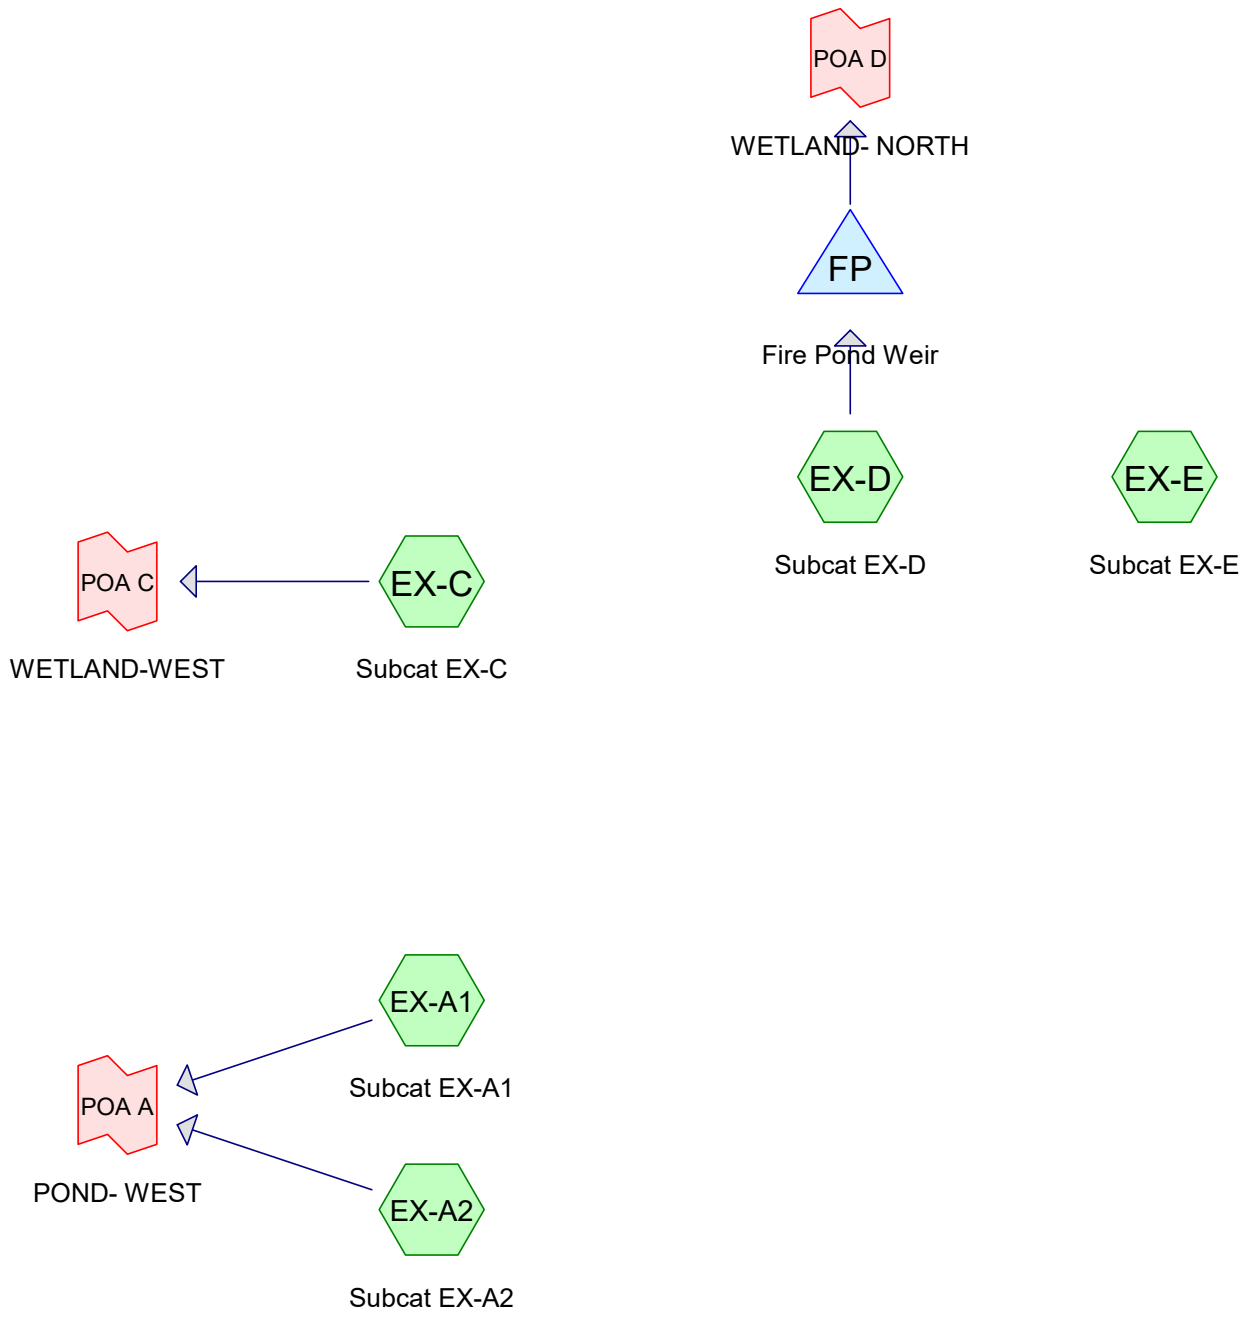 POA D
WETLAND- NORTH
FP
Fire Pond Weir
EX-D
EX-E
Subcat EX-D
Subcat EX-E
POA C
EX-C
WETLAND-WEST
Subcat EX-C
EX-A1
Subcat EX-A1
POA A
POND- WEST
EX-A2
Subcat EX-A2